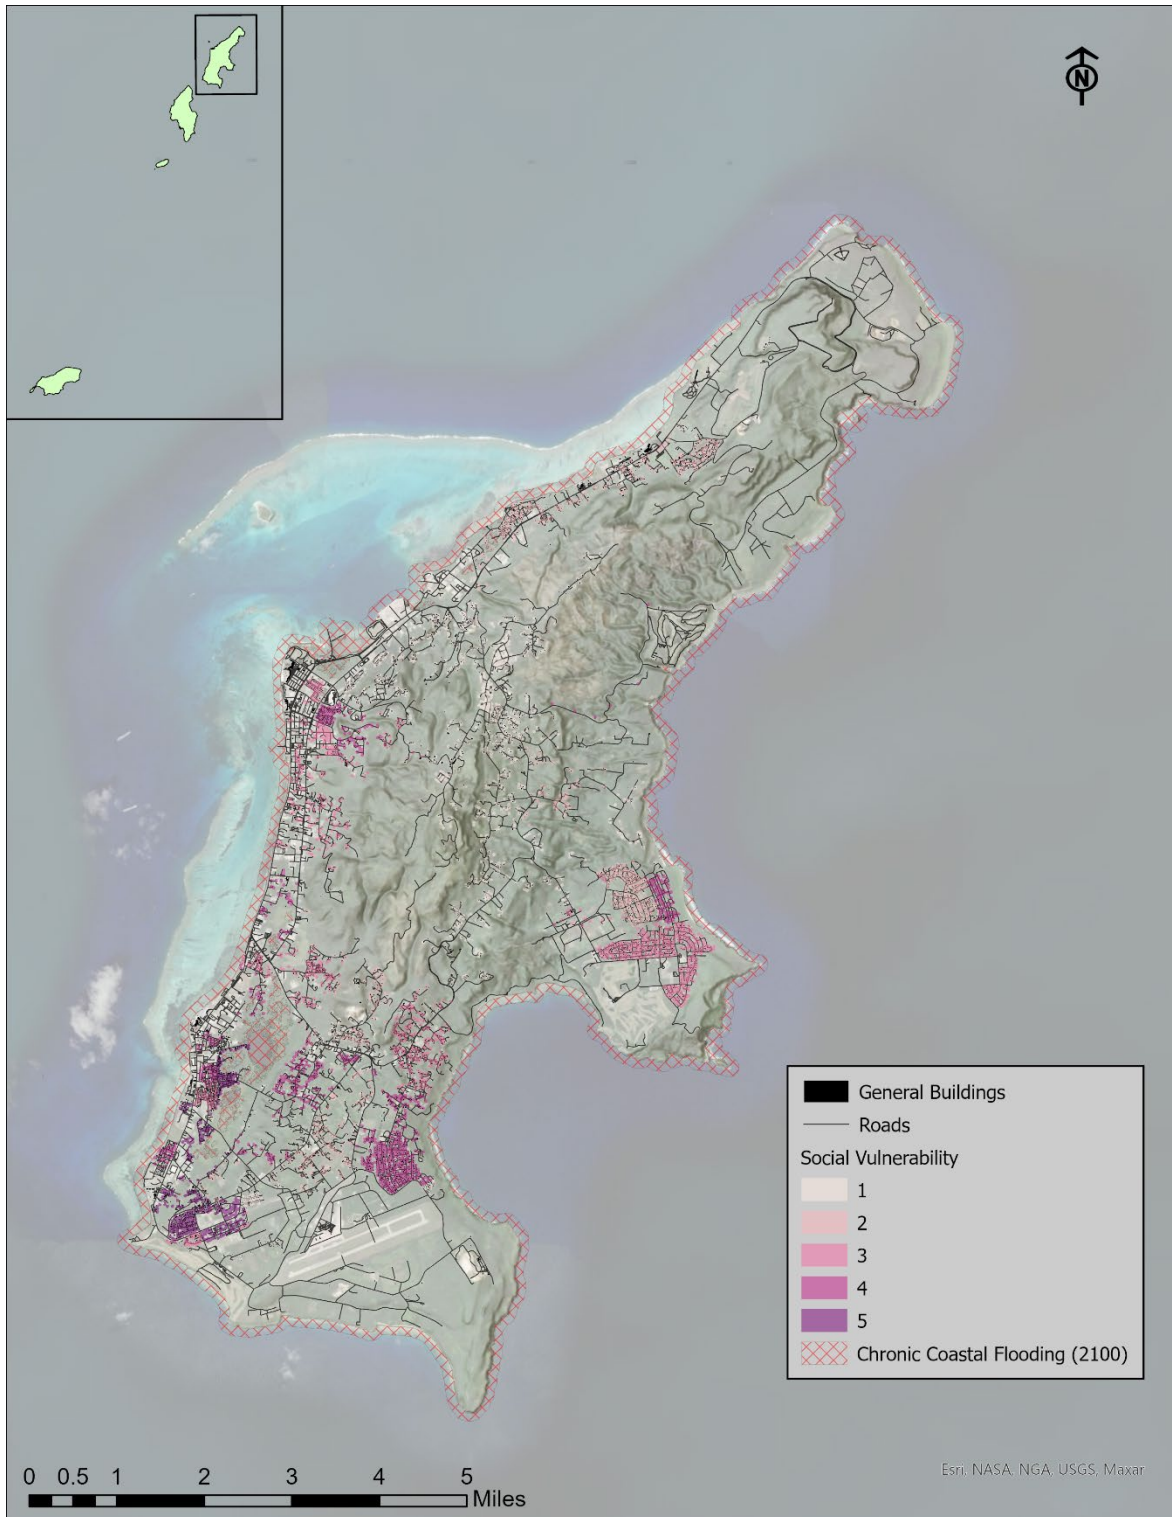 N
General Buildings
Roads
Social Vulnerability
1
2
3
4
5
Chronic Coastal Flooding (2100)
0 0.5 1 2 3 4 5
Miles
Esri, NASA, NGA, USGS, Maxar